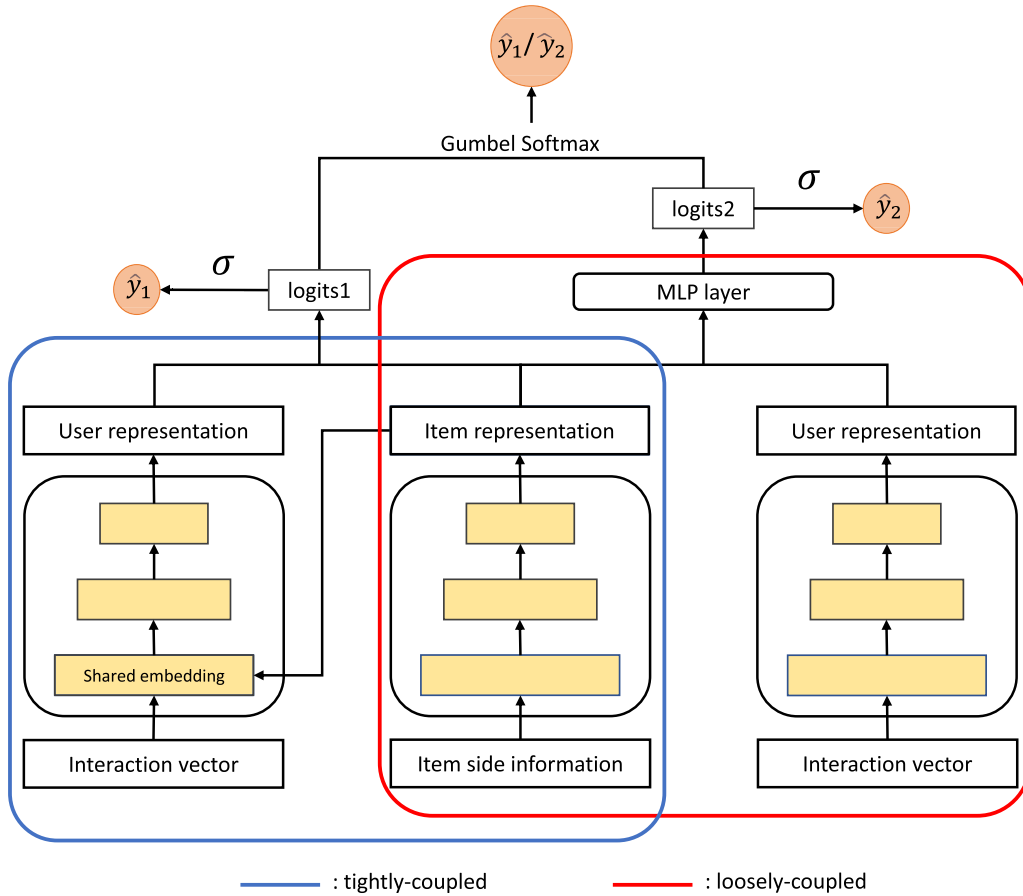 ŷ₁/ŷ₂
Gumbel Softmax
σ
logits2
ŷ₂
σ
ŷ₁
logits1
MLP layer
User representation
Item representation
User representation
Shared embedding
Interaction vector
Item side information
Interaction vector
: tightly-coupled
: loosely-coupled